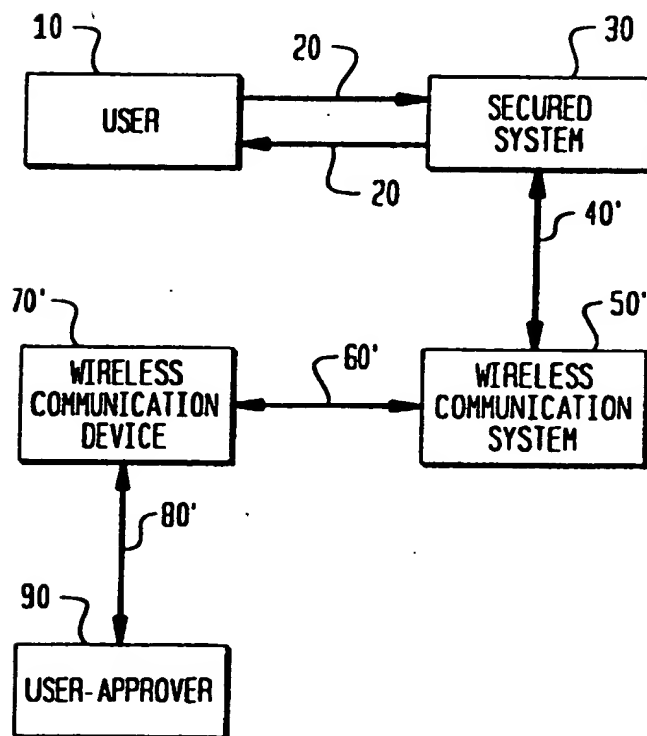 10
20
30
USER
SECURED
SYSTEM
20
40'
70'
50'
60'
WIRELESS
COMMUNICATION
DEVICE
WIRELESS
COMMUNICATION
SYSTEM
80'
90
USER-APPROVER